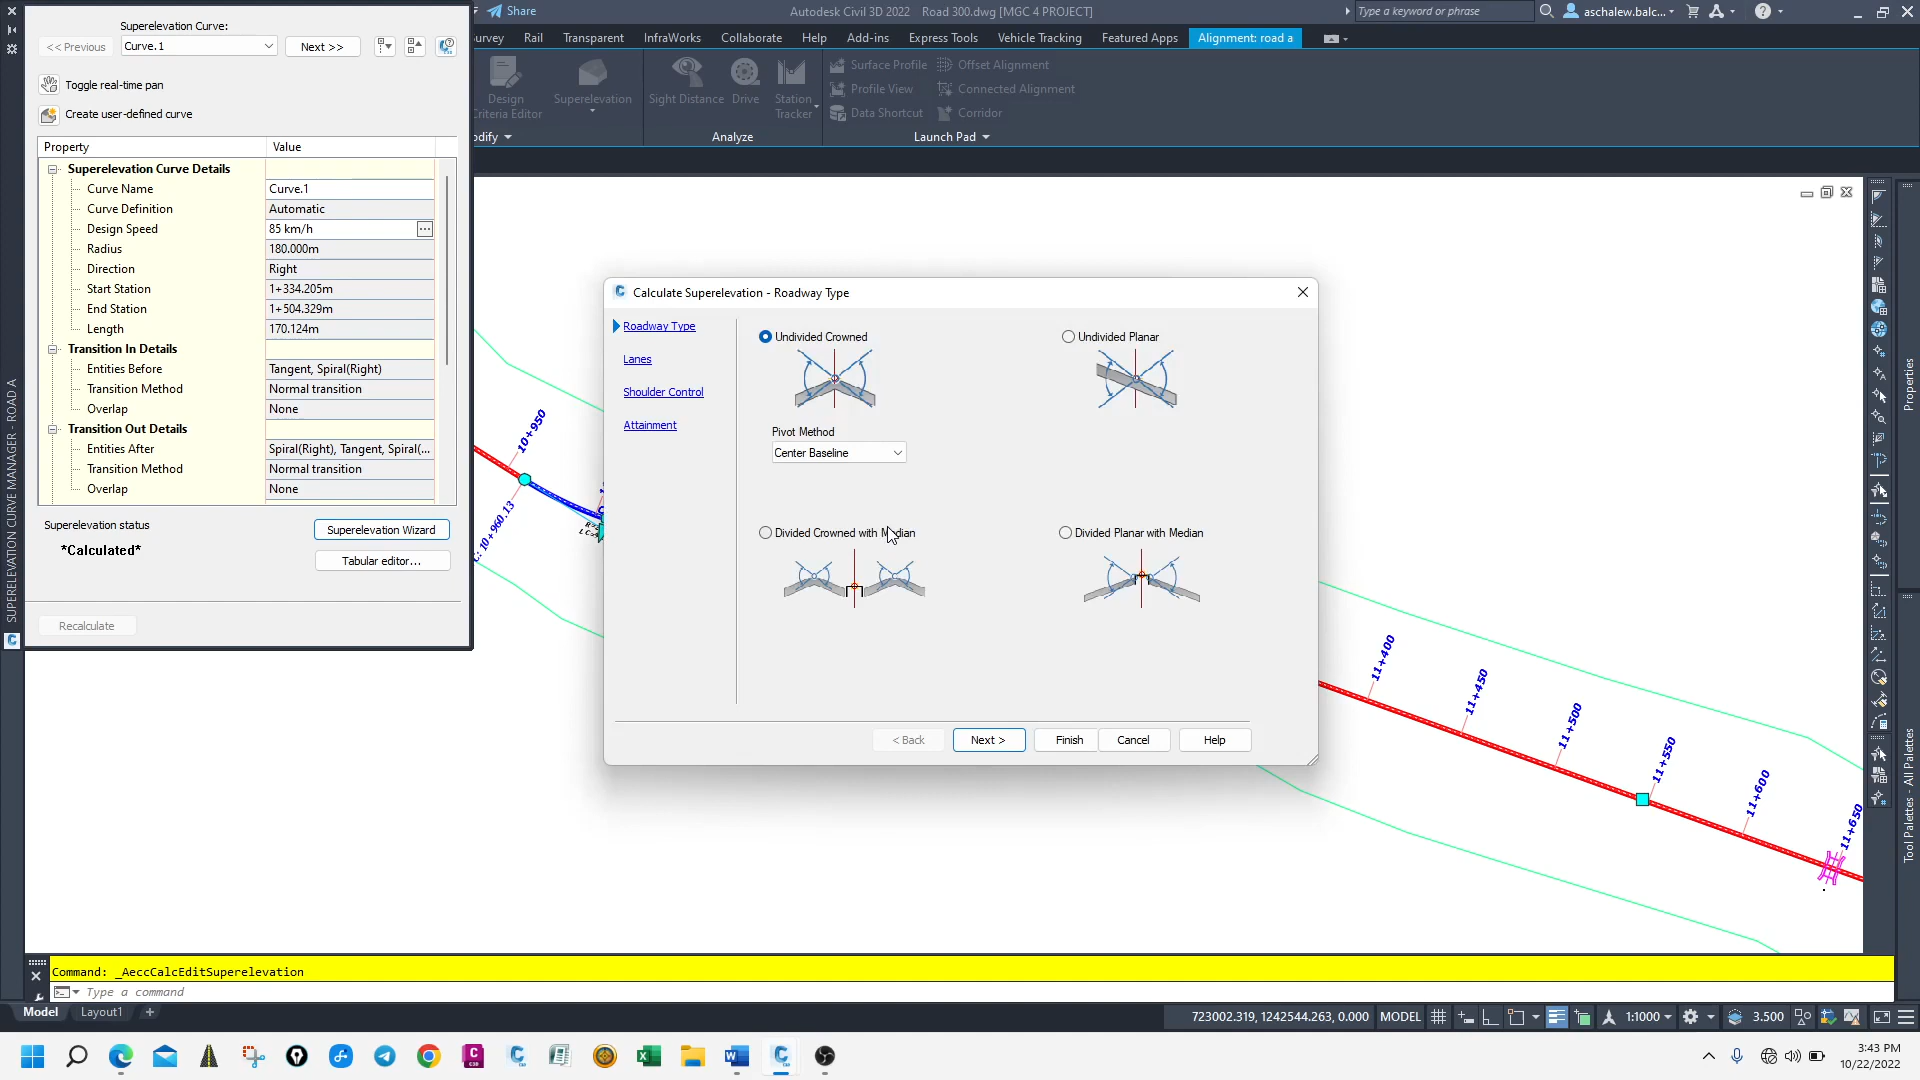 Share
Autodesk Civil 3D 2022 Road 300.dwg [MGC 4 PROJECT]
Type a keyword or phrase
aschalew.balc...
Rail
Transparent
InfraWorks
Collaborate
Help
Add-ins
Express Tools
Vehicle Tracking
Featured Apps
Alignment: road a
Design
Superelevation
Sight Distance
Drive
Station
Tracker
Surface Profile
Profile View
Data Shortcut
Offset Alignment
Connected Alignment
Corridor
Analyze
Launch Pad
Superelevation Curve:
<< Previous
Curve.1
Next >>
Toggle real-time pan
Create user-defined curve
Property Value
Superelevation Curve Details
Curve Name Curve.1
Curve Definition Automatic
Design Speed 85 km/h
Radius 180.000m
Direction Right
Start Station 1+334.205m
End Station 1+504.329m
Length 170.124m
Transition In Details
Entities Before Tangent, Spiral(Right)
Transition Method Normal transition
Overlap None
Transition Out Details
Entities After Spiral(Right), Tangent, Spiral(...
Transition Method Normal transition
Overlap None
Superelevation status
*Calculated*
Superelevation Wizard
Tabular editor...
Recalculate
SUPERELEVATION CURVE MANAGER - ROAD A
Calculate Superelevation - Roadway Type
Roadway Type
Lanes
Shoulder Control
Attainment
Undivided Crowned
Undivided Planar
Pivot Method
Center Baseline
Divided Crowned with Median
Divided Planar with Median
< Back
Next >
Finish
Cancel
Help
10+950
C: 10+960.13
11+400
11+450
11+500
11+550
11+600
11+650
Properties
Tool Palettes - All Palettes
Command: _AeccCalcEditSuperelevation
Type a command
Model
Layout1
723002.319, 1242544.263, 0.000
MODEL
1:1000
3.500
3:43 PM
10/22/2022